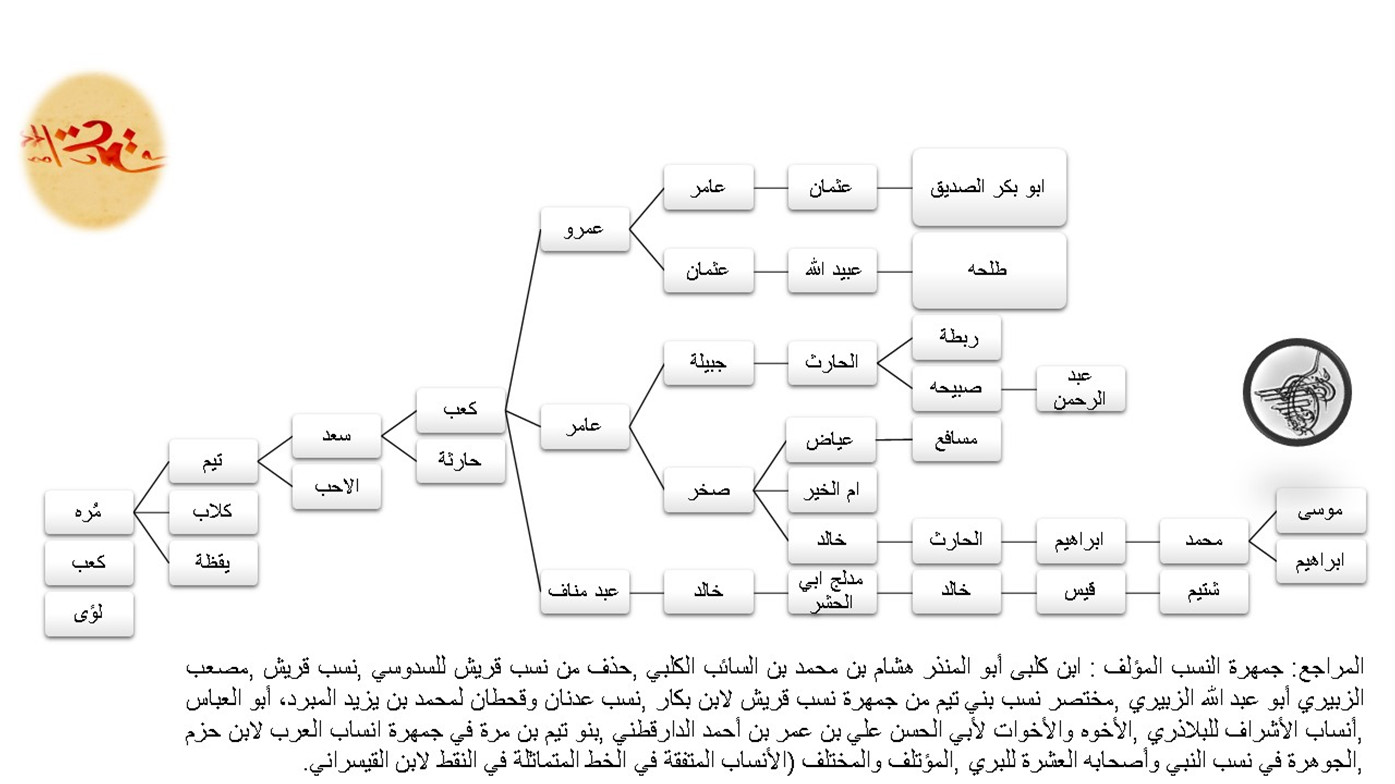 ابو بكر الصديق
عثمان
عامر
عمرو
طلحه
عبيد الله
عثمان
ربطة
الحارث
جبيلة
عبد
الرحمن
صبيحه
كعب
عامر
سعد
مسافع
عياض
تيم
حارثة
الاحب
ام الخير
صخر
موسى
كلاب
مُره
محمد
ابراهيم
الحارث
خالد
ابراهيم
يقظة
كعب
شتيم
قيس
خالد
مدلج ابي
الحشر
خالد
عبد مناف
لؤى
المراجع: جمهرة النسب المؤلف : ابن كلبى أبو المنذر هشام بن محمد بن السائب الكلبي ,حذف من نسب قريش للسدوسي ,نسب قريش ,مصعب
الزبيري أبو عبد الله الزبيري ,مختصر نسب بني تيم من جمهرة نسب قريش لابن بكار ,نسب عدنان وقحطان لمحمد بن يزيد المبرد، أبو العباس
,أنساب الأشراف للبلاذري ,الأخوه والأخوات لأبي الحسن علي بن عمر بن أحمد الدارقطني ,بنو تيم بن مرة في جمهرة انساب العرب لابن حزم
,الجوهرة في نسب النبي وأصحابه العشرة للبري ,المؤتلف والمختلف (الأنساب المتفقة في الخط المتماثلة في النقط لابن القيسراني.